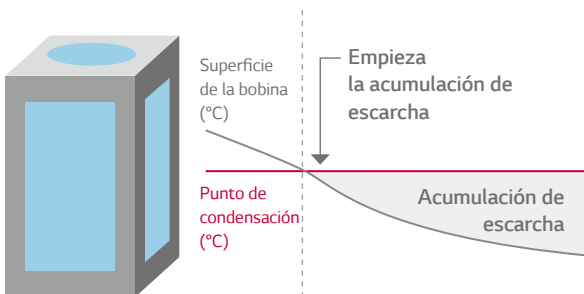 Superficie
de la bobina
(°C)
Empieza
la acumulación de
escarcha
Punto de
condensación
(°C)
Acumulación de
escarcha